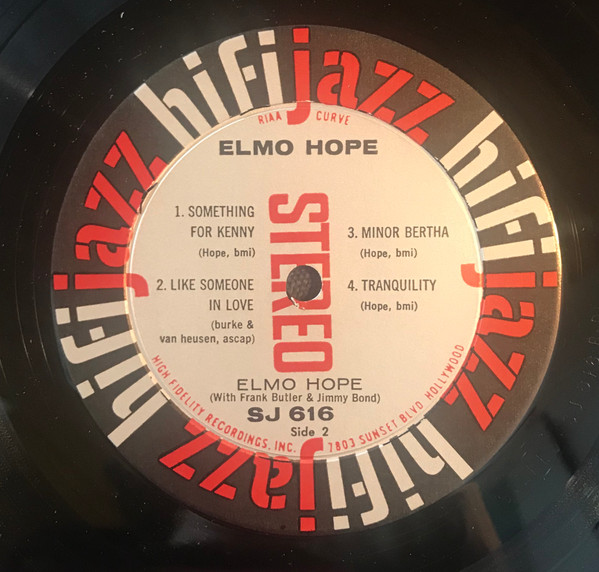 hifijazz hifijazz hifijazz hifijazz
RIAA CURVE
ELMO HOPE
STEREO
1. SOMETHING
FOR KENNY
(Hope, bmi)
2. LIKE SOMEONE
IN LOVE
(burke &
van heusen, ascap)
3. MINOR BERTHA
(Hope, bmi)
4. TRANQUILITY
(Hope, bmi)
ELMO HOPE
(With Frank Butler & Jimmy Bond)
SJ 616
Side 2
HIGH FIDELITY RECORDINGS, INC. 7803 SUNSET BLVD HOLLYWOOD